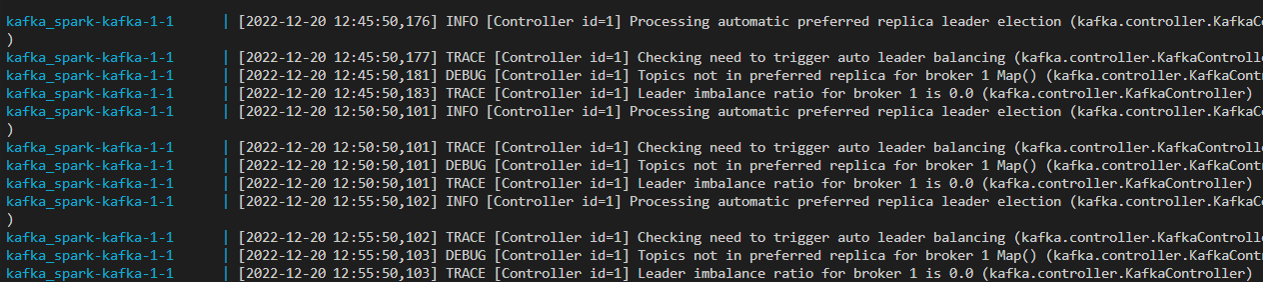 kafka_spark-kafka-1-1 | [2022-12-20 12:45:50,176] INFO [Controller id=1] Processing automatic preferred replica leader election (kafka.controller.KafkaCo
)
kafka_spark-kafka-1-1 | [2022-12-20 12:45:50,177] TRACE [Controller id=1] Checking need to trigger auto leader balancing (kafka.controller.KafkaControlle
kafka_spark-kafka-1-1 | [2022-12-20 12:45:50,181] DEBUG [Controller id=1] Topics not in preferred replica for broker 1 Map() (kafka.controller.KafkaContr
kafka_spark-kafka-1-1 | [2022-12-20 12:45:50,183] TRACE [Controller id=1] Leader imbalance ratio for broker 1 is 0.0 (kafka.controller.KafkaController)
kafka_spark-kafka-1-1 | [2022-12-20 12:50:50,101] INFO [Controller id=1] Processing automatic preferred replica leader election (kafka.controller.KafkaCo
)
kafka_spark-kafka-1-1 | [2022-12-20 12:50:50,101] TRACE [Controller id=1] Checking need to trigger auto leader balancing (kafka.controller.KafkaControlle
kafka_spark-kafka-1-1 | [2022-12-20 12:50:50,101] DEBUG [Controller id=1] Topics not in preferred replica for broker 1 Map() (kafka.controller.KafkaContr
kafka_spark-kafka-1-1 | [2022-12-20 12:50:50,101] TRACE [Controller id=1] Leader imbalance ratio for broker 1 is 0.0 (kafka.controller.KafkaController)
kafka_spark-kafka-1-1 | [2022-12-20 12:55:50,102] INFO [Controller id=1] Processing automatic preferred replica leader election (kafka.controller.KafkaCo
)
kafka_spark-kafka-1-1 | [2022-12-20 12:55:50,102] TRACE [Controller id=1] Checking need to trigger auto leader balancing (kafka.controller.KafkaControlle
kafka_spark-kafka-1-1 | [2022-12-20 12:55:50,103] DEBUG [Controller id=1] Topics not in preferred replica for broker 1 Map() (kafka.controller.KafkaContr
kafka_spark-kafka-1-1 | [2022-12-20 12:55:50,103] TRACE [Controller id=1] Leader imbalance ratio for broker 1 is 0.0 (kafka.controller.KafkaController)